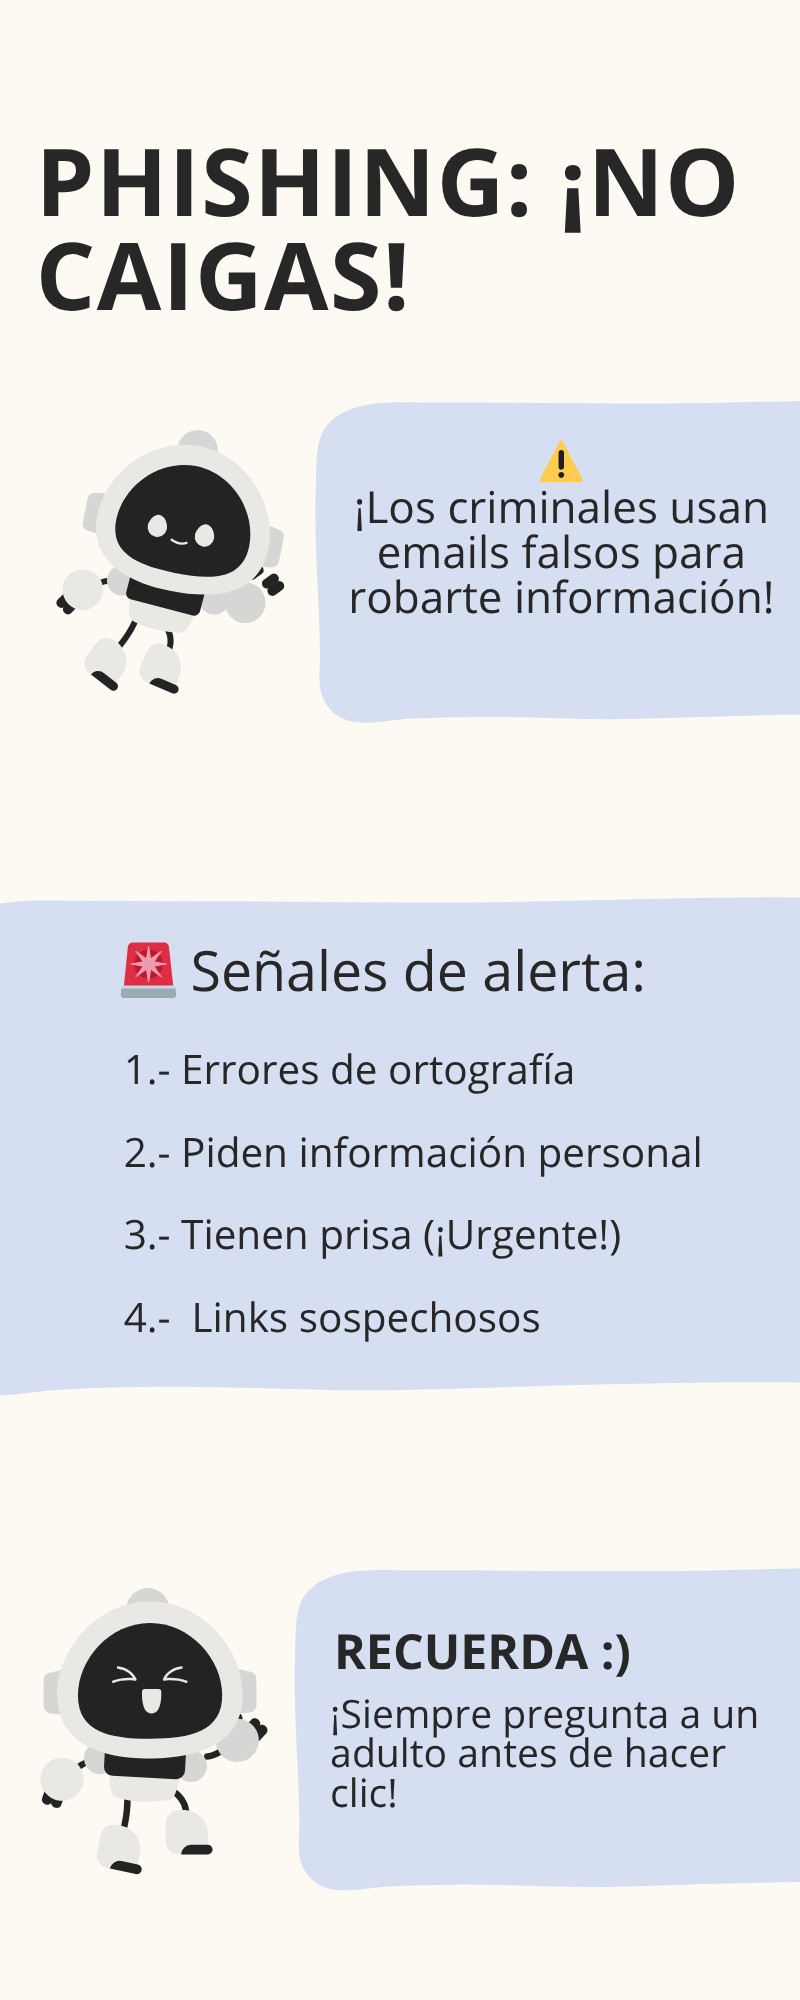 PHISHING: ¡NO
CAIGAS!
⚠️
¡Los criminales usan
emails falsos para
robarte información!
🚨 Señales de alerta:
1.- Errores de ortografía
2.- Piden información personal
3.- Tienen prisa (¡Urgente!)
4.-  Links sospechosos
RECUERDA :)
¡Siempre pregunta a un
adulto antes de hacer
clic!